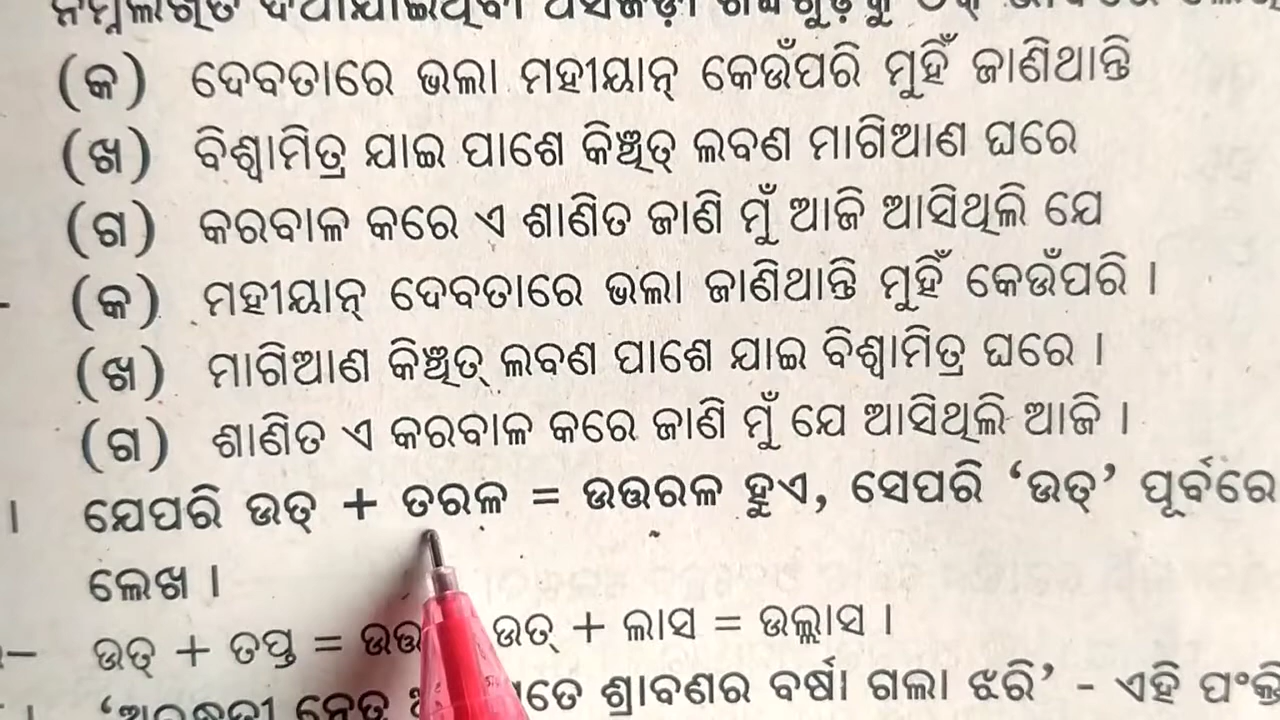 (କ) ଦେବତାରେ ଭଲା ମହୀୟାନ୍ କେଉଁପରି ମୁହିଁ ଜାଣିଥାନ୍ତି
(ଖ) ବିଶ୍ୱାମିତ୍ର ଯାଇ ପାଶେ କିଞ୍ଚିତ୍ ଲବଣ ମାଗିଆଣ ଘରେ
(ଗ) କରବାଳ କରେ ଏ ଶାଣିତ ଜାଣି ମୁଁ ଆଜି ଆସିଥିଲି ଯେ
- (କ) ମହୀୟାନ୍ ଦେବତାରେ ଭଲା ଜାଣିଥାନ୍ତି ମୁହିଁ କେଉଁପରି ।
(ଖ) ମାଗିଆଣ କିଞ୍ଚିତ୍ ଲବଣ ପାଶେ ଯାଇ ବିଶ୍ୱାମିତ୍ର ଘରେ ।
(ଗ) ଶାଣିତ ଏ କରବାଳ କରେ ଜାଣି ମୁଁ ଯେ ଆସିଥିଲି ଆଜି ।
। ଯେପରି ଉତ୍ + ତରଳ = ଉତ୍ତରଳ ହୁଏ, ସେପରି ‘ଉତ୍’ ପୂର୍ବରେ
ଲେଖ ।
– ଉତ୍ + ତପ୍ତ = ଉତ୍ + ଲାସ = ଉଲ୍ଲାସ ।
ଶ୍ରାବଣର ବର୍ଷା ଗଲା ଝରି’ - ଏହି